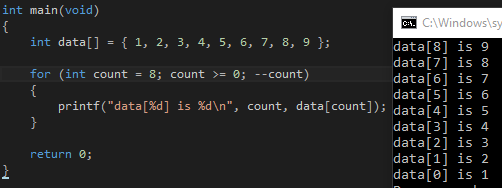 int main(void)
{
    int data[] = { 1, 2, 3, 4, 5, 6, 7, 8, 9 };

    for (int count = 8; count >= 0; --count)
    {
        printf("data[%d] is %d\n", count, data[count]);
    }

    return 0;
}
C:\Windows\sy
data[8] is 9
data[7] is 8
data[6] is 7
data[5] is 6
data[4] is 5
data[3] is 4
data[2] is 3
data[1] is 2
data[0] is 1